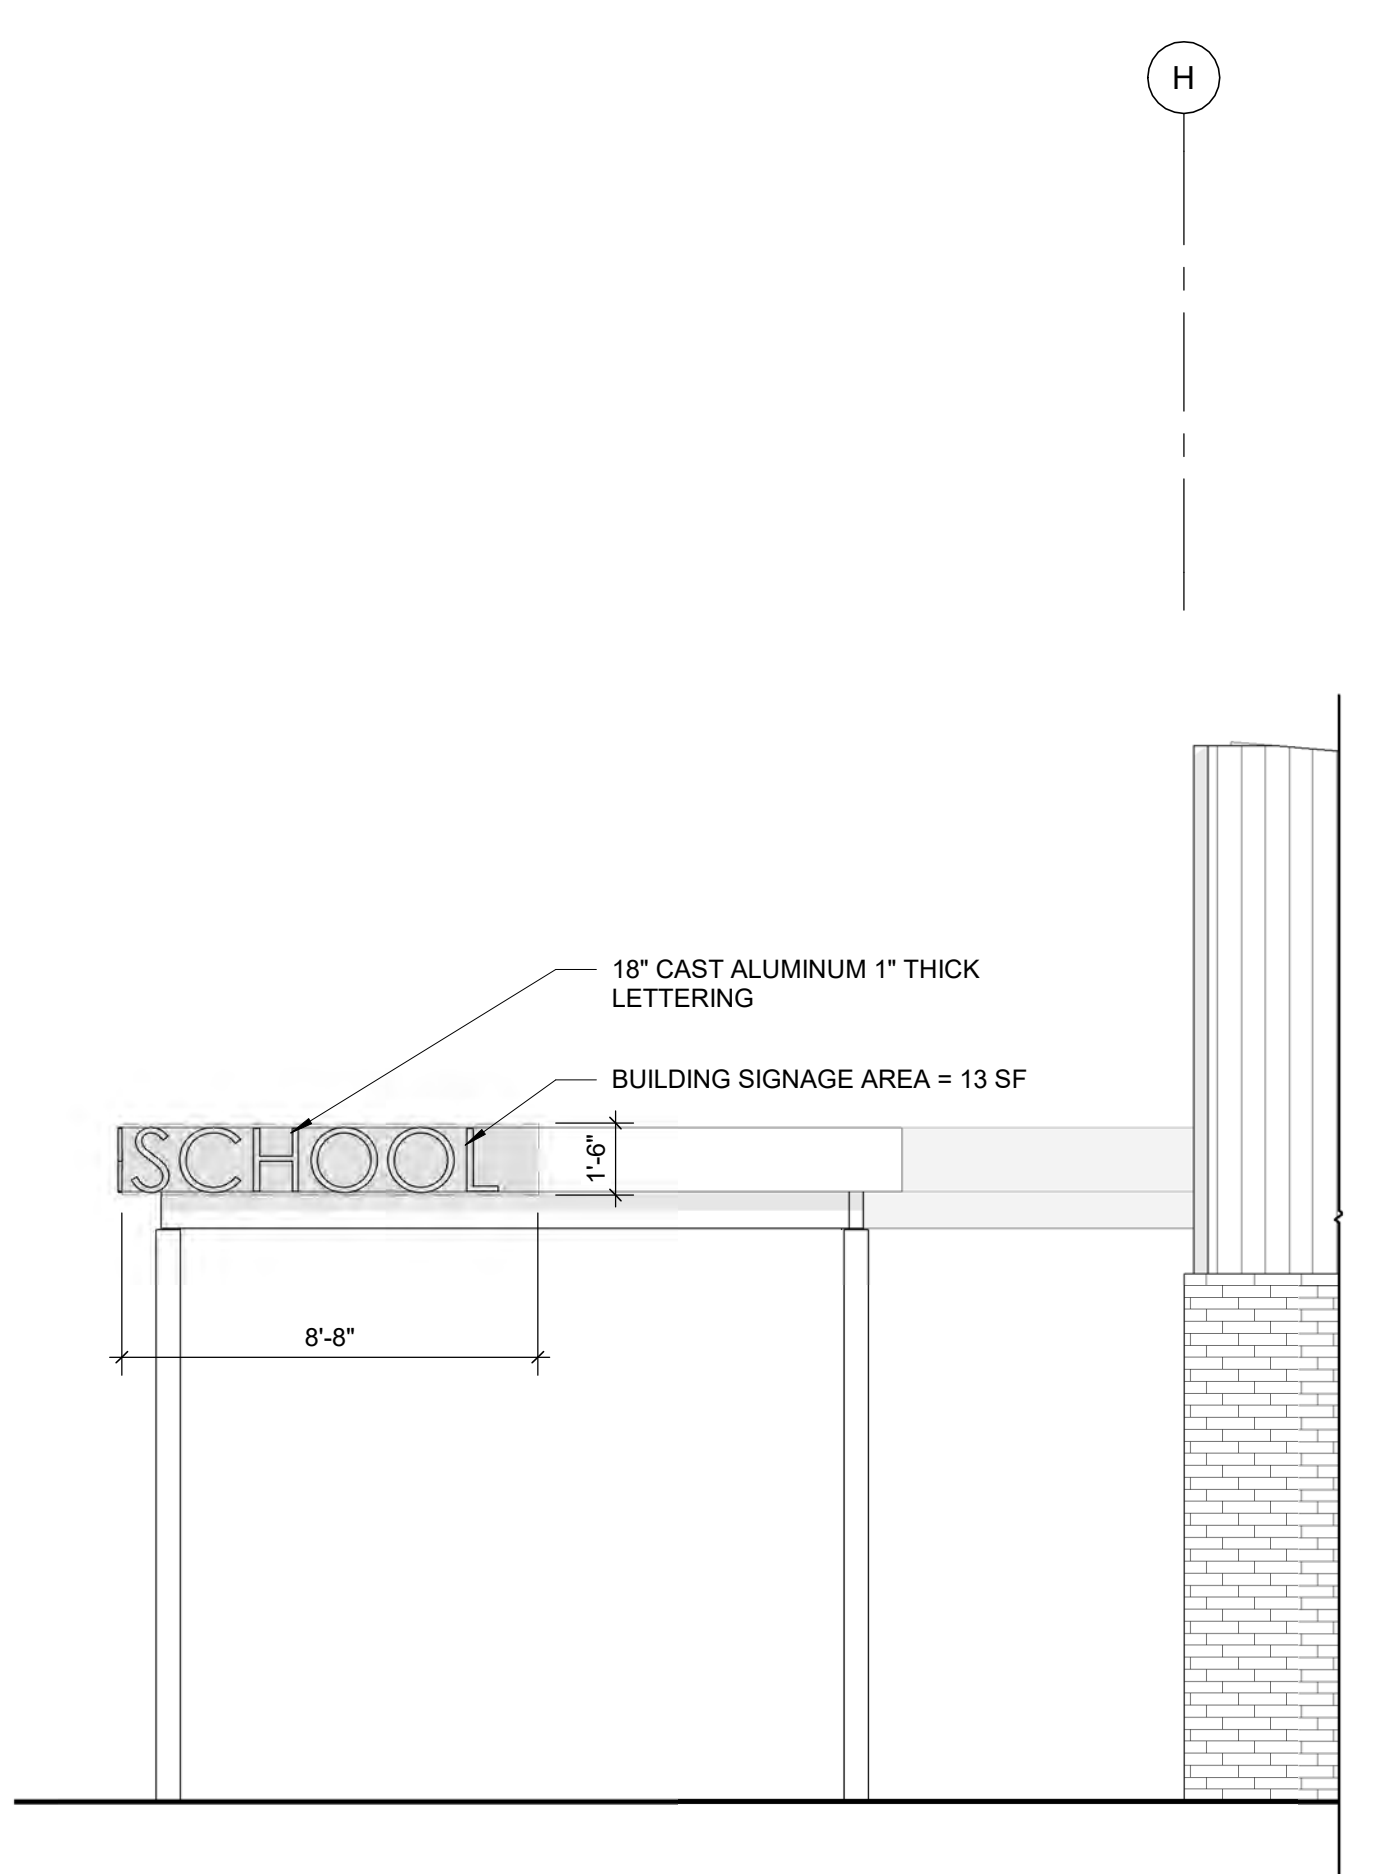 H
18" CAST ALUMINUM 1" THICK
LETTERING
BUILDING SIGNAGE AREA = 13 SF
SCHOOL
1'-6"
8'-8"